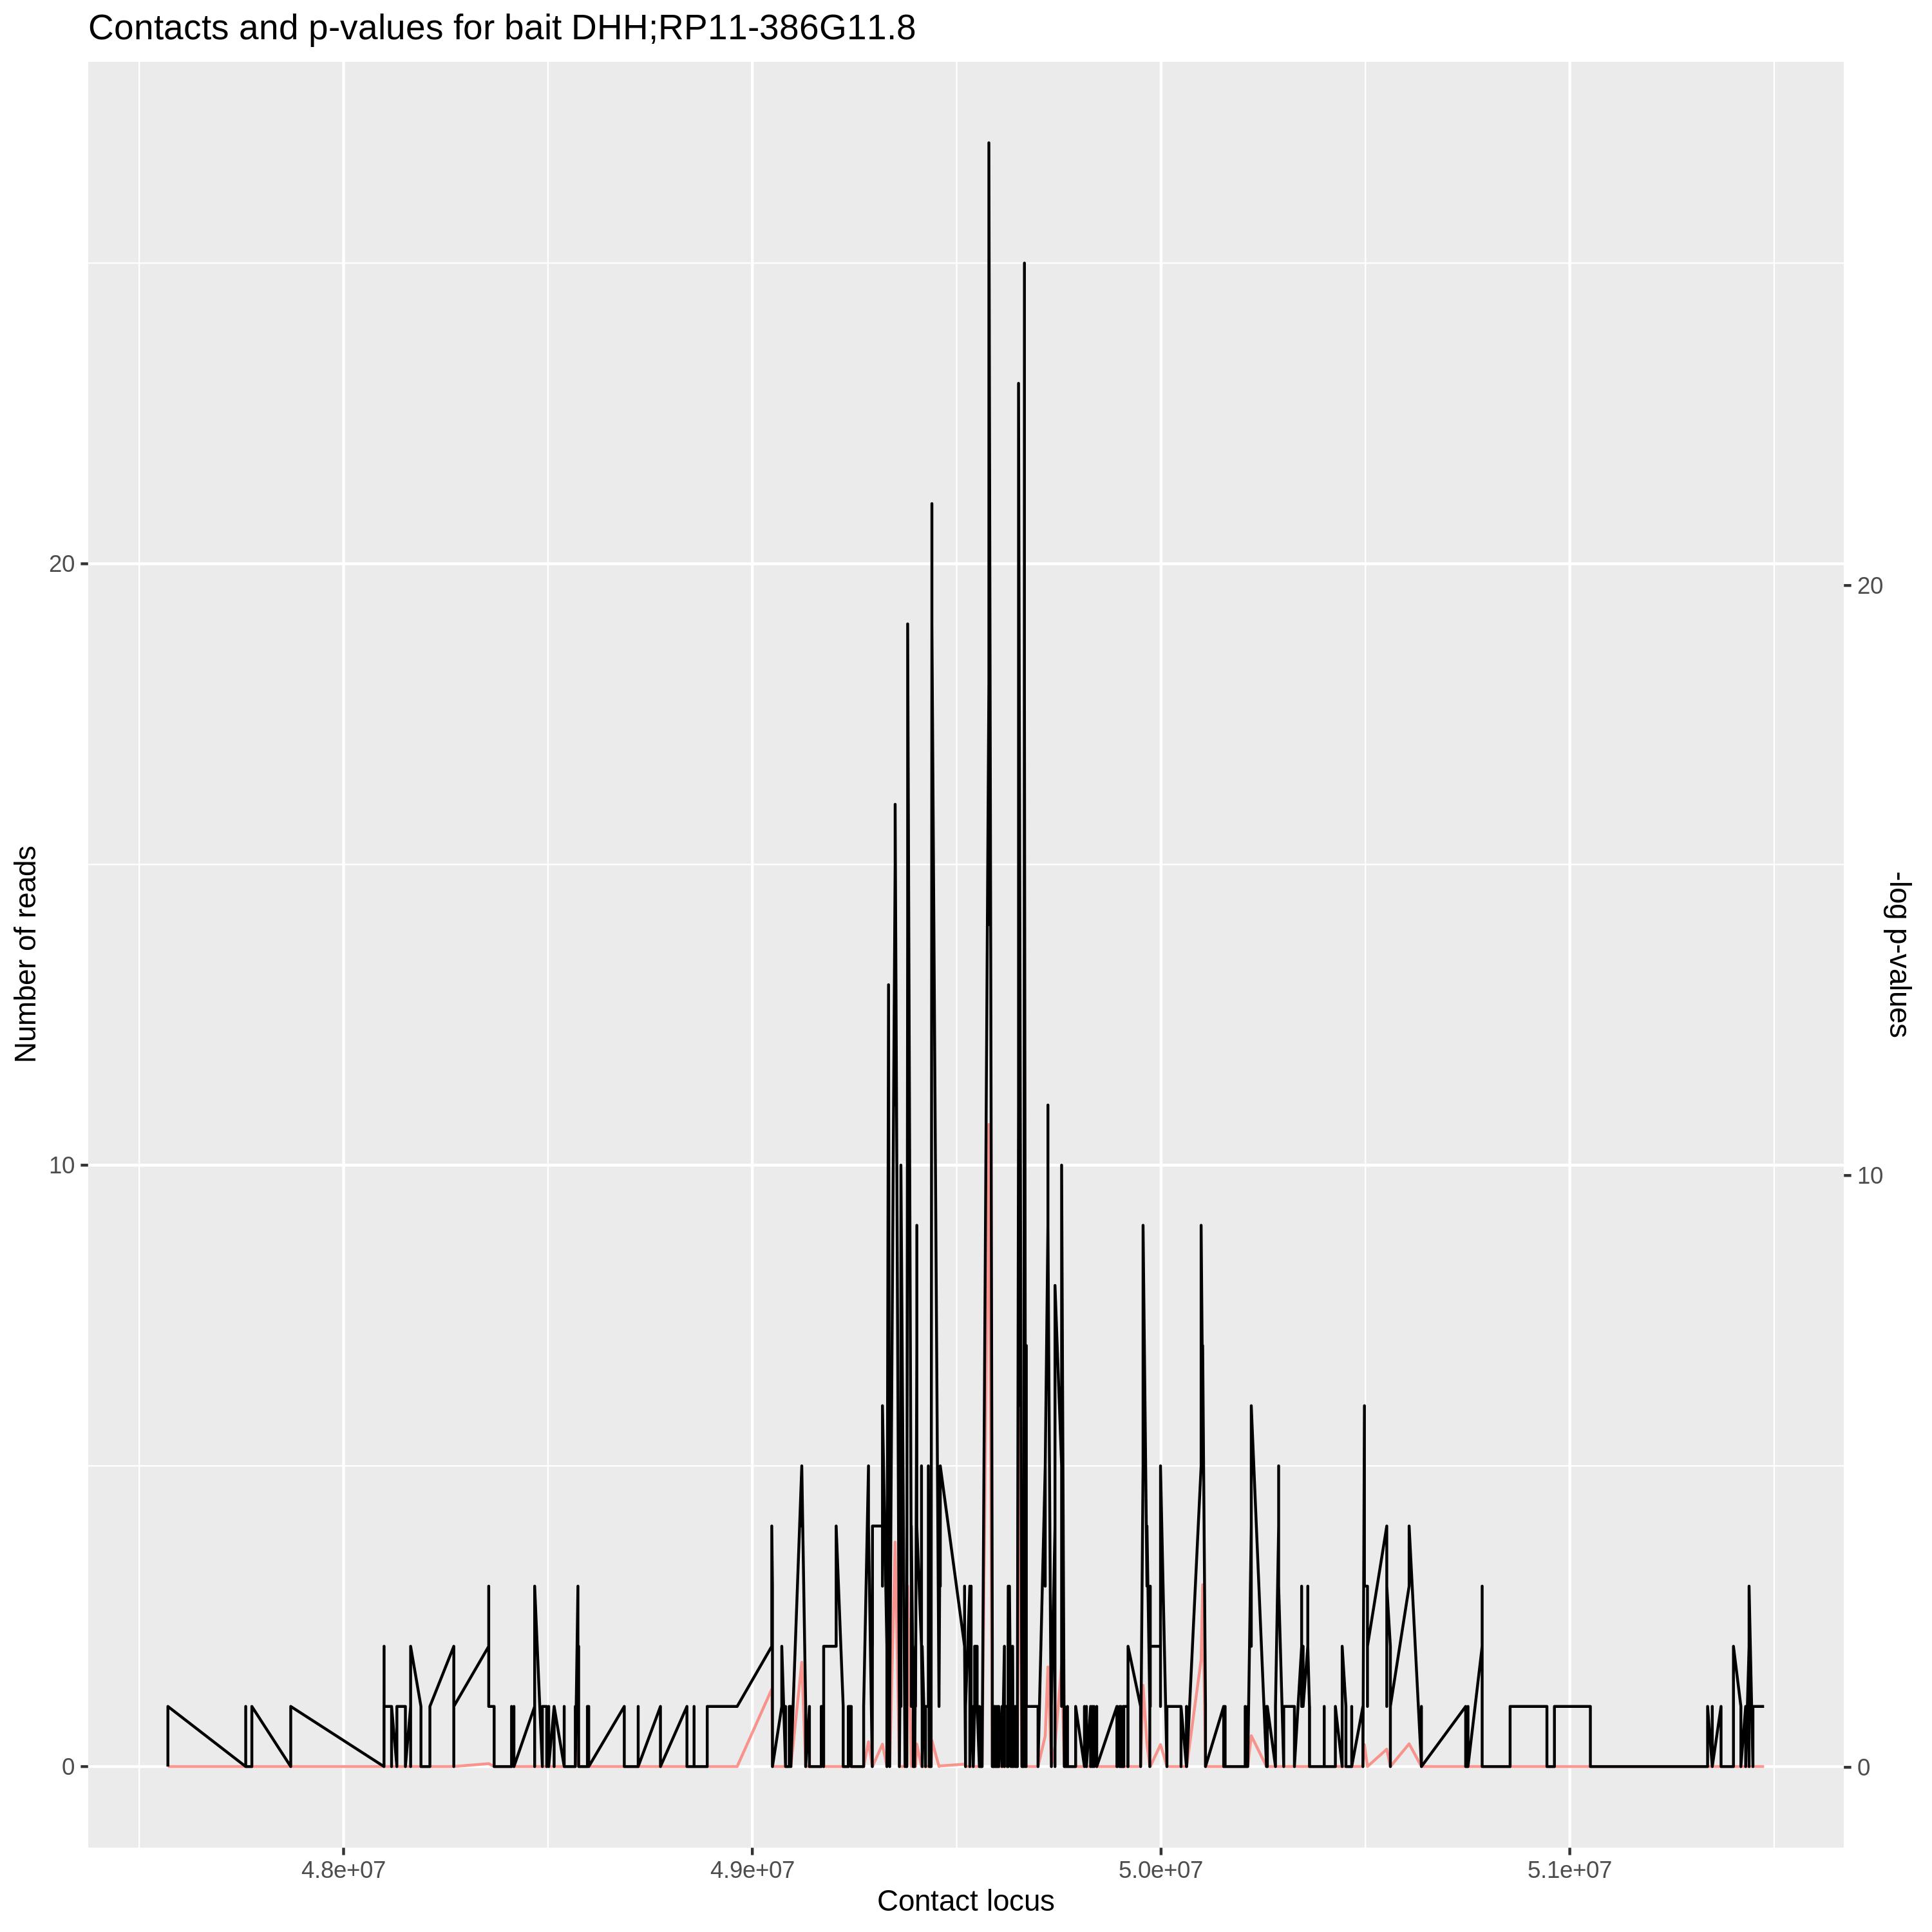 Contacts and p-values for bait DHH;RP11-386G11.8
20
10
0
Number of reads
20
10
0
-log p-values
4.8e+07
4.9e+07
5.0e+07
5.1e+07
Contact locus